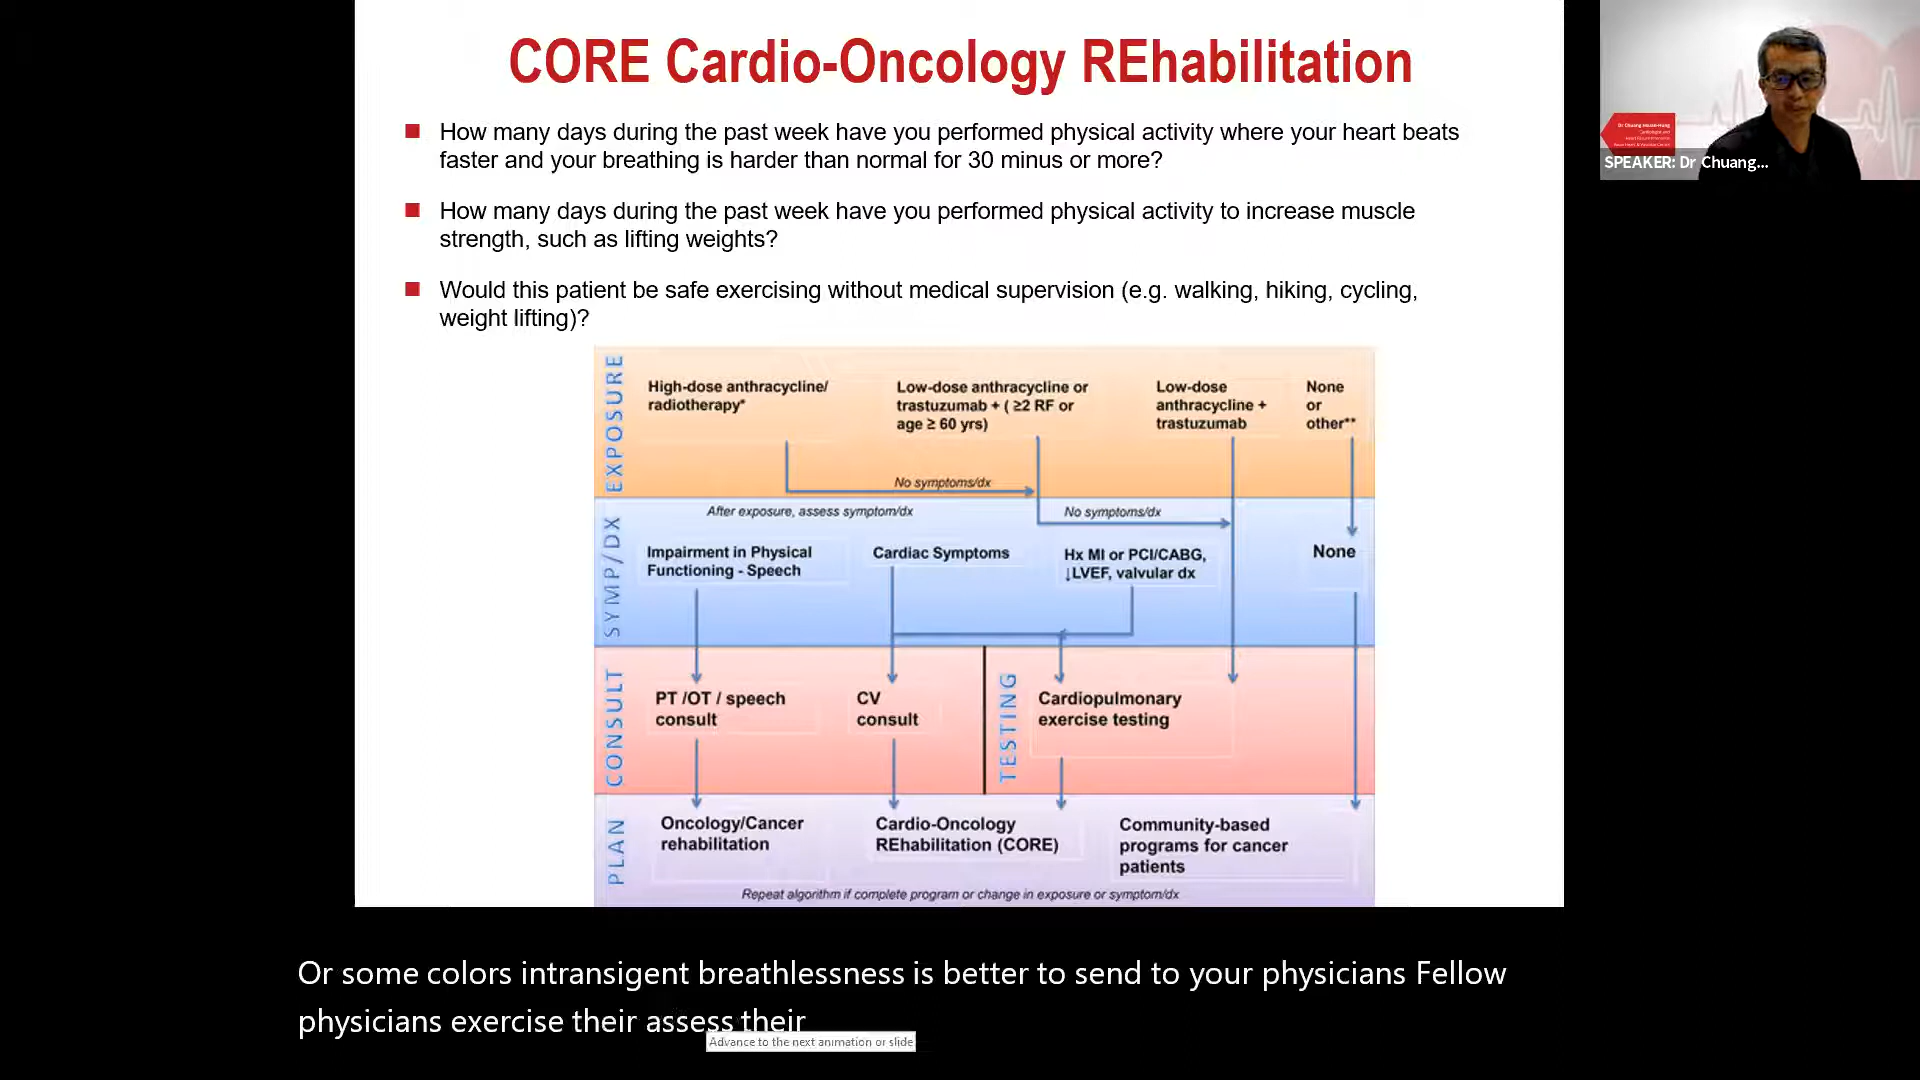 CORE Cardio-Oncology REhabilitation
How many days during the past week have you performed physical activity where your heart beats
faster and your breathing is harder than normal for 30 minus or more?
How many days during the past week have you performed physical activity to increase muscle
strength, such as lifting weights?
Would this patient be safe exercising without medical supervision (e.g. walking, hiking, cycling,
weight lifting)?
EXPOSURE
High-dose anthracycline/
radiotherapy*
Low-dose anthracycline or
trastuzumab + ( ≥2 RF or
age ≥ 60 yrs)
Low-dose
anthracycline +
trastuzumab
None
or
other**
No symptoms/dx
SYMP/DX
After exposure, assess symptom/dx
No symptoms/dx
Impairment in Physical
Functioning - Speech
Cardiac Symptoms
Hx MI or PCI/CABG,
↓LVEF, valvular dx
None
CONSULT
PT /OT / speech
consult
CV
consult
TESTING
Cardiopulmonary
exercise testing
PLAN
Oncology/Cancer
rehabilitation
Cardio-Oncology
REhabilitation (CORE)
Community-based
programs for cancer
patients
Repeat algorithm if complete program or change in exposure or symptom/dx
SPEAKER: Dr Chuang...
Or some colors intransigent breathlessness is better to send to your physicians Fellow
physicians exercise their assess their
Advance to the next animation or slide